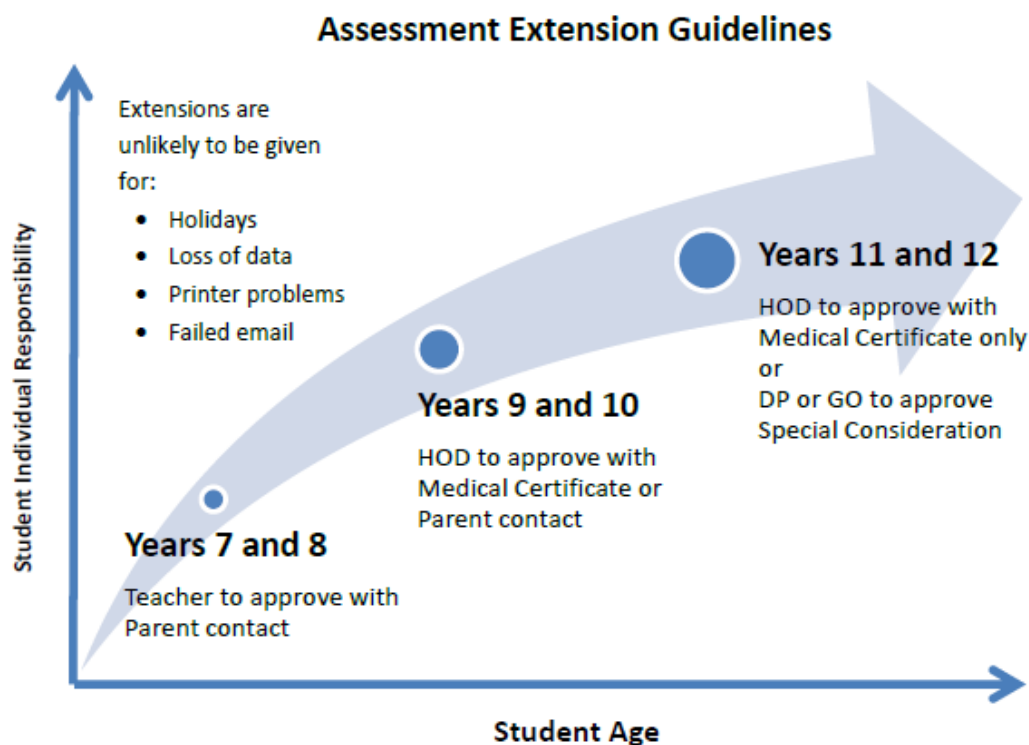 Assessment Extension Guidelines
Student Individual Responsibility
Extensions are
unlikely to be given
for:
• Holidays
• Loss of data
• Printer problems
• Failed email
Years 7 and 8
Teacher to approve with
Parent contact
Years 9 and 10
HOD to approve with
Medical Certificate or
Parent contact
Years 11 and 12
HOD to approve with
Medical Certificate only
or
DP or GO to approve
Special Consideration
Student Age